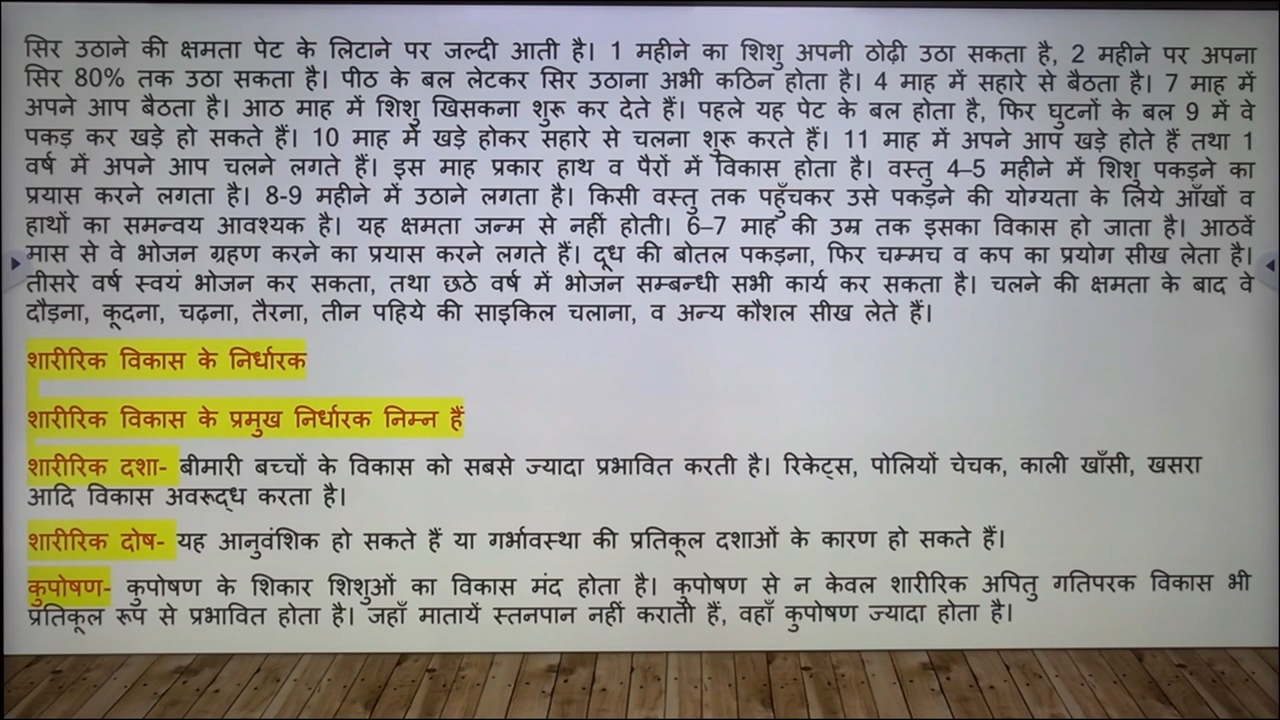 सिर उठाने की क्षमता पेट के लिटाने पर जल्दी आती है। 1 महीने का शिशु अपनी ठोढ़ी उठा सकता है, 2 महीने पर अपना
सिर 80% तक उठा सकता है। पीठ के बल लेटकर सिर उठाना अभी कठिन होता है। 4 माह में सहारे से बैठता है। 7 माह में
अपने आप बैठता है। आठ माह में शिशु खिसकना शुरू कर देते हैं। पहले यह पेट के बल होता है, फिर घुटनों के बल 9 में वे
पकड़ कर खड़े हो सकते हैं। 10 माह में खड़े होकर सहारे से चलना शुरू करते हैं। 11 माह में अपने आप खड़े होते हैं तथा 1
वर्ष में अपने आप चलने लगते हैं। इस माह प्रकार हाथ व पैरों में विकास होता है। वस्तु 4–5 महीने में शिशु पकड़ने का
प्रयास करने लगता है। 8-9 महीने में उठाने लगता है। किसी वस्तु तक पहुँचकर उसे पकड़ने की योग्यता के लिये आँखों व
हाथों का समन्वय आवश्यक है। यह क्षमता जन्म से नहीं होती। 6–7 माह की उम्र तक इसका विकास हो जाता है। आठवें
मास से वे भोजन ग्रहण करने का प्रयास करने लगते हैं। दूध की बोतल पकड़ना, फिर चम्मच व कप का प्रयोग सीख लेता है।
तीसरे वर्ष स्वयं भोजन कर सकता, तथा छठे वर्ष में भोजन सम्बन्धी सभी कार्य कर सकता है। चलने की क्षमता के बाद वे
दौड़ना, कूदना, चढ़ना, तैरना, तीन पहिये की साइकिल चलाना, व अन्य कौशल सीख लेते हैं।
शारीरिक विकास के निर्धारक
शारीरिक विकास के प्रमुख निर्धारक निम्न हैं
शारीरिक दशा- बीमारी बच्चों के विकास को सबसे ज्यादा प्रभावित करती है। रिकेट्स, पोलियों चेचक, काली खाँसी, खसरा
आदि विकास अवरूद्ध करता है।
शारीरिक दोष- यह आनुवंशिक हो सकते हैं या गर्भावस्था की प्रतिकूल दशाओं के कारण हो सकते हैं।
कुपोषण- कुपोषण के शिकार शिशुओं का विकास मंद होता है। कुपोषण से न केवल शारीरिक अपितु गतिपरक विकास भी
प्रतिकूल रूप से प्रभावित होता है। जहाँ मातायें स्तनपान नहीं कराती हैं, वहाँ कुपोषण ज्यादा होता है।